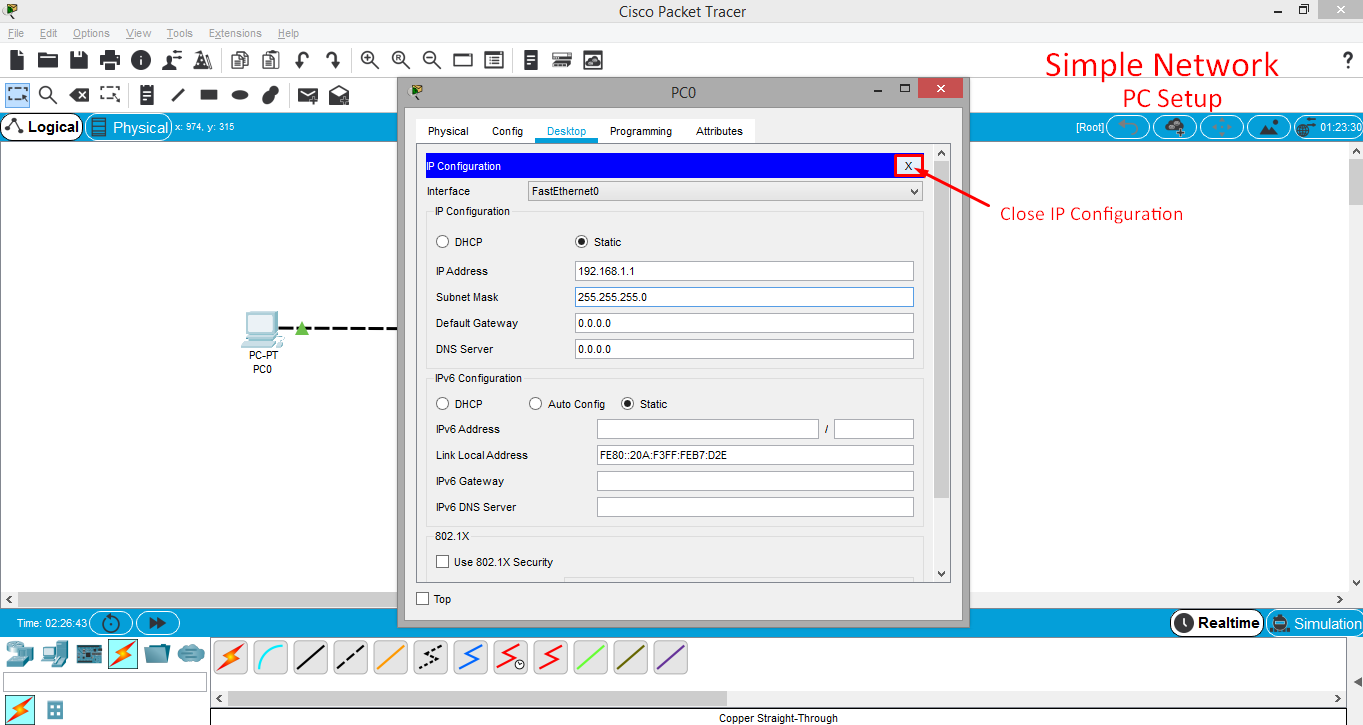 Cisco Packet Tracer
File Edit Options View Tools Extensions Help
Simple Network
PC Setup
?
Logical
Physical
x: 974, y: 315
[Root]
01:23:30
PC0
Physical Config Desktop Programming Attributes
IP Configuration
X
Close IP Configuration
Interface
FastEthernet0
IP Configuration
DHCP
Static
IP Address
192.168.1.1
Subnet Mask
255.255.255.0
Default Gateway
0.0.0.0
DNS Server
0.0.0.0
IPv6 Configuration
DHCP
Auto Config
Static
IPv6 Address
/
Link Local Address
FE80::20A:F3FF:FEB7:D2E
IPv6 Gateway
IPv6 DNS Server
802.1X
Use 802.1X Security
Top
PC-PT
PC0
Time: 02:26:43
Realtime
Simulation
Copper Straight-Through